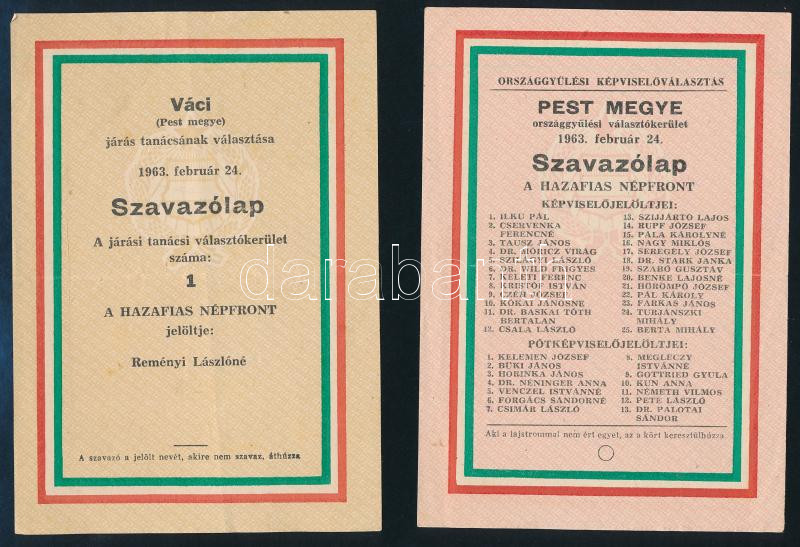 Váci
(Pest megye)
járás tanácsának választása
1963. február 24.
Szavazólap
A járási tanácsi választókerület
száma:
1
A HAZAFIAS NÉPFRONT
jelöltje:
Reményi Lászlóné
A szavazó a jelölt nevét, akire nem szavaz, áthúzza
ORSZÁGGYÜLÉSI KÉPVISELŐVÁLASZTÁS
PEST MEGYE
országgyülési választókerület
1963. február 24.
Szavazólap
A HAZAFIAS NÉPFRONT
KÉPVISELŐJELÖLTJEI:
1. ILKU PÁL
2. CSERVENKA
FERENCNÉ
3. TAUSZ JÁNOS
4. DR. MÓRICZ VIRÁG
5. SZILÁNYI LÁSZLÓ
6. DR. WILD FRIGYES
7. KELETI FERENC
8. KRISTÓF ISTVÁN
9. CZÉH JÓZSEF
10. KÓKAI JÁNOSNÉ
11. DR. BASKAI TÓTH
BERTALAN
12. CSALA LÁSZLÓ
13. SZIJJÁRTÓ LAJOS
14. RUPF JÓZSEF
15. PÁLA KÁROLYNÉ
16. NAGY MIKLÓS
17. SEREGÉLY JÓZSEF
18. DR. STARK JANKA
19. SZABÓ GUSZTÁV
20. BENKE LAJOSNÉ
21. HÖRÖMPŐ JÓZSEF
22. PÁL KÁROLY
23. FARKAS JÁNOS
24. TURJÁNSZKI
MIHÁLY
25. BERTA MIHÁLY
PÓTKÉPVISELŐJELÖLTJEI:
1. KELEMEN JÓZSEF
2. BÜKI JÁNOS
3. HORINKA JÁNOS
4. DR. NENINGER ANNA
5. VENCZEL ISTVÁNNÉ
6. FORGÁCS SÁNDORNÉ
7. CSIMÁR LÁSZLÓ
8. MEGLÉCZY
ISTVÁNNÉ
9. GOTTFRIED GYULA
10. KUN ANNA
11. NÉMETH VILMOS
12. PETE LÁSZLÓ
13. DR. PALOTAI
SÁNDOR
Aki a lajstrommal nem ért egyet, az a kört keresztülhúzza
darabanth